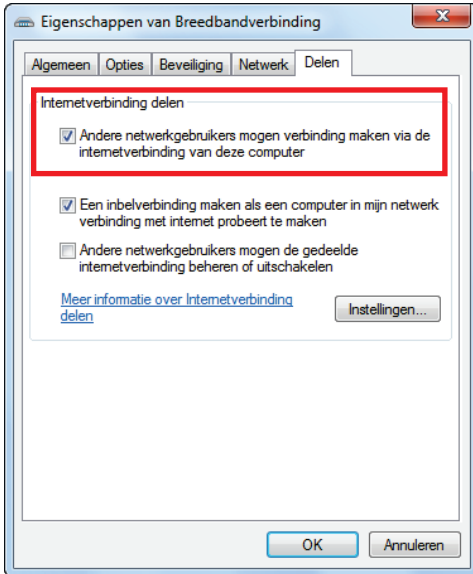 Eigenschappen van Breedbandverbinding
Algemeen Opties Beveiliging Netwerk Delen
Internetverbinding delen
Andere netwerkgebruikers mogen verbinding maken via de
internetverbinding van deze computer
Een inbelverbinding maken als een computer in mijn netwerk
verbinding met internet probeert te maken
Andere netwerkgebruikers mogen de gedeelde
internetverbinding beheren of uitschakelen
Meer informatie over Internetverbinding
delen
Instellingen...
OK Annuleren